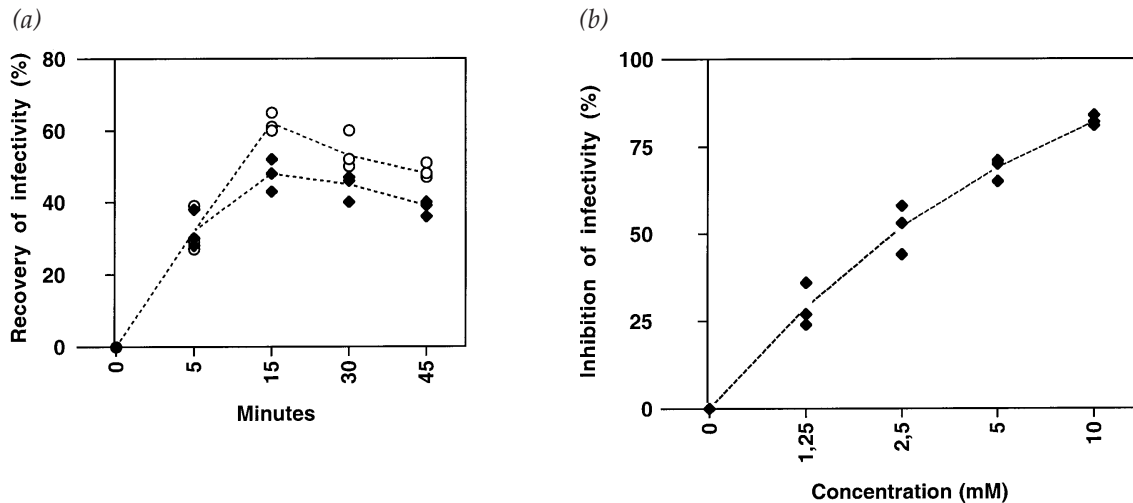 (a)
80
60
40
20
0
Recovery of infectivity (%)
0 5 15 30 45
Minutes
(b)
100
75
50
25
0
Inhibition of infectivity (%)
0 1,25 2,5 5 10
Concentration (mM)